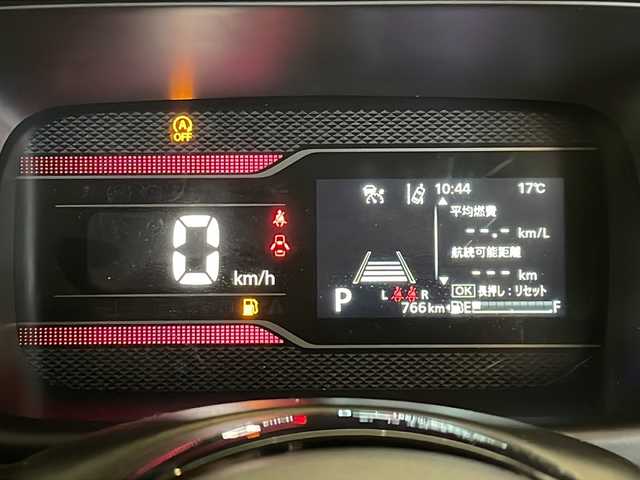 A
OFF
10:44 17℃
平均燃費
--.- km/L
航続可能距離
--- km
OK 長押し:リセット
0 km/h
P
L R
766km E F